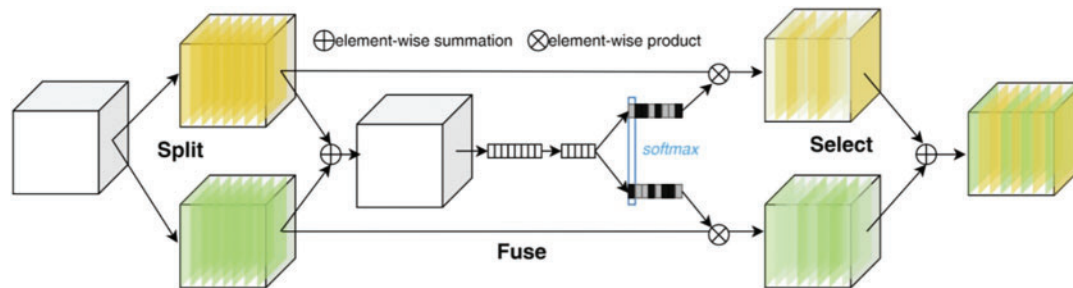 ⊕element-wise summation ⊗element-wise product
Split
softmax
Select
Fuse